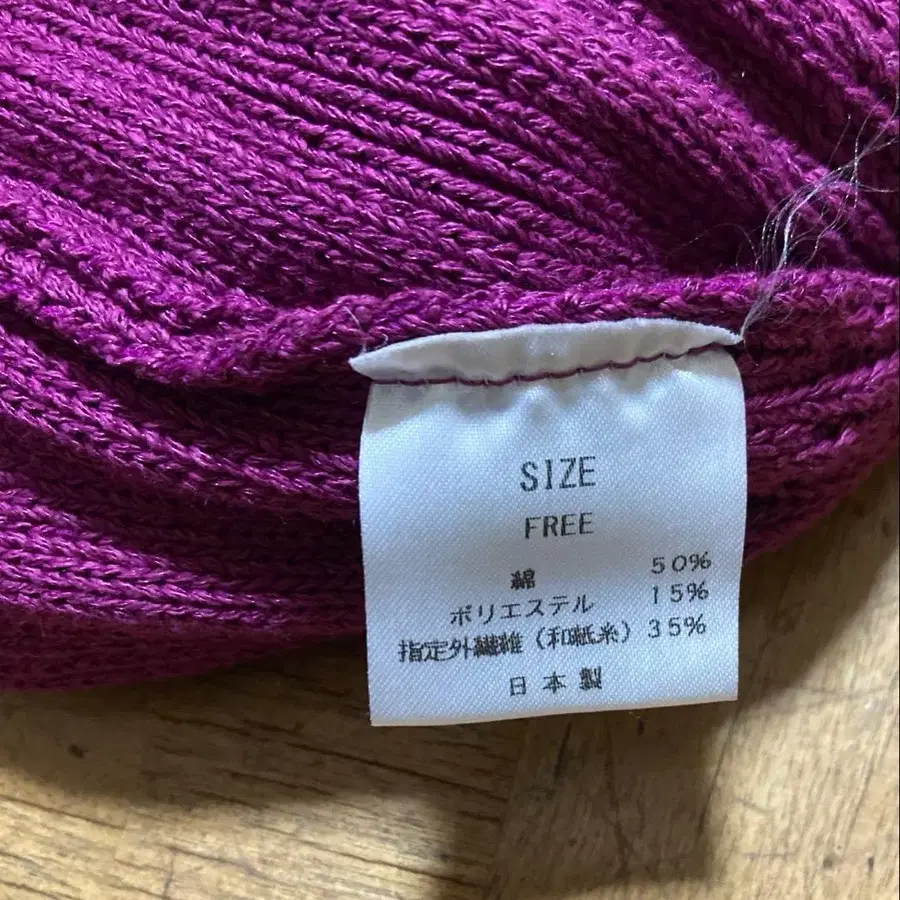 SIZE
FREE
綿 50%
ポリエステル 15%
指定外繊維（和紙糸）35%
日本製